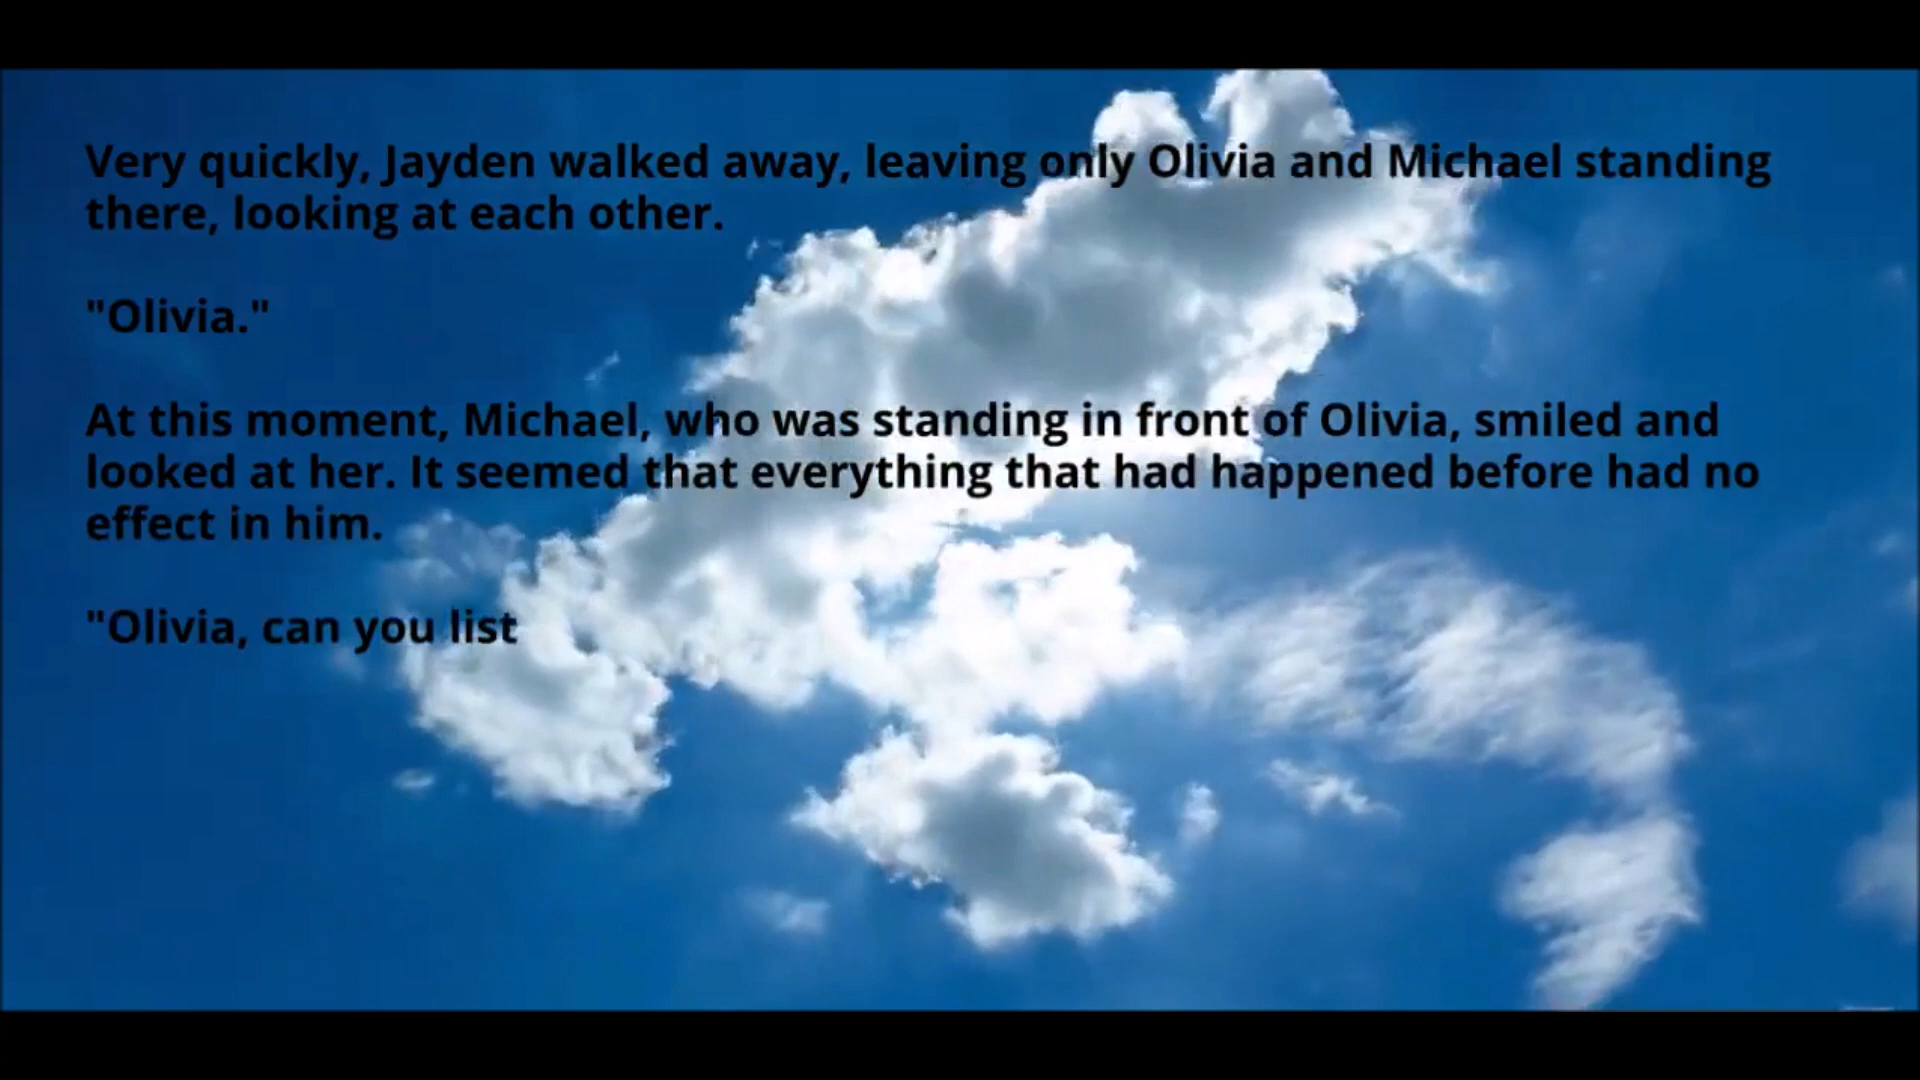 Very quickly, Jayden walked away, leaving only Olivia and Michael standing
there, looking at each other.
"Olivia."
At this moment, Michael, who was standing in front of Olivia, smiled and
looked at her. It seemed that everything that had happened before had no
effect in him.
"Olivia, can you list